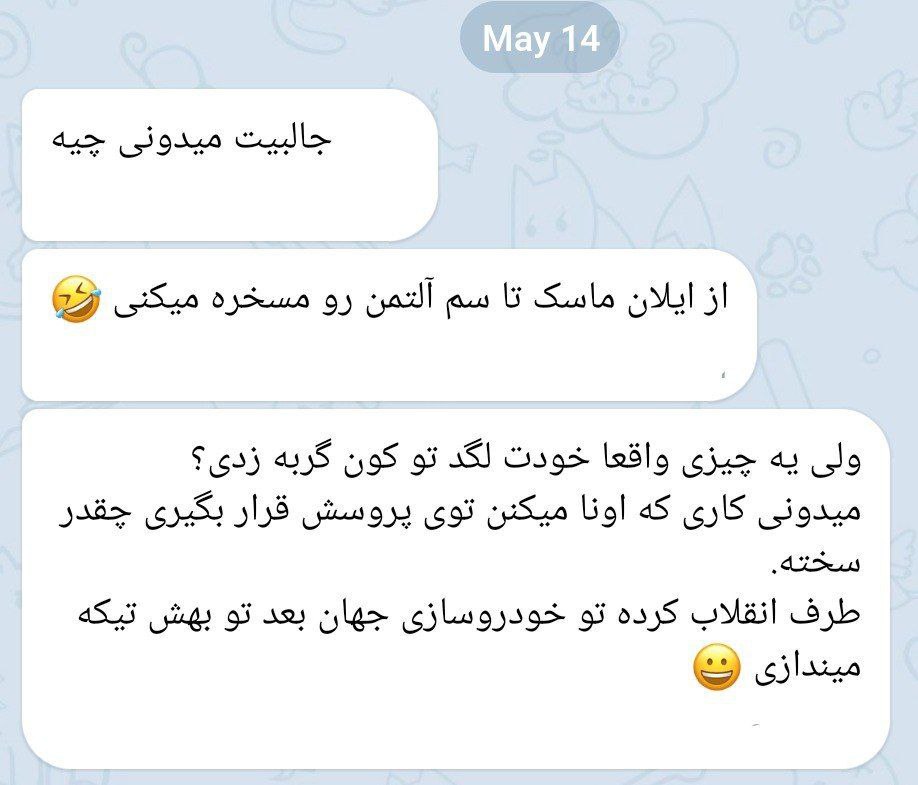 May 14
جالبیت میدونی چیه
از ایلان ماسک تا سم آلتمن رو مسخره میکنی 🤣
ولی یه چیزی واقعا خودت لگد تو کون گربه زدی؟
میدونی کاری که اونا میکنن توی پروسش قرار بگیری چقدر
سخته.
طرف انقلاب کرده تو خودروسازی جهان بعد تو بهش تیکه
میندازی 😀